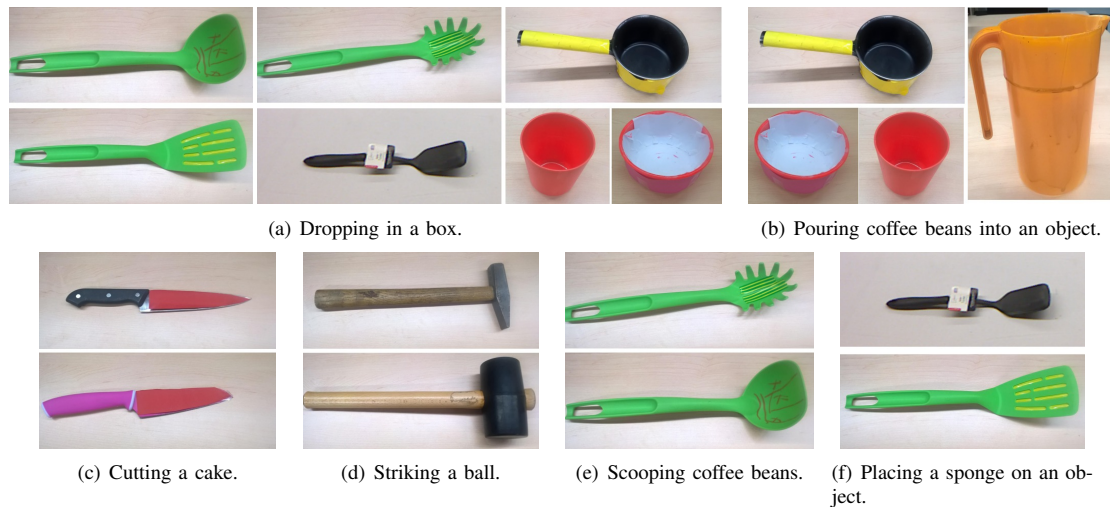 (a) Dropping in a box.
(b) Pouring coffee beans into an object.
(c) Cutting a cake.
(d) Striking a ball.
(e) Scooping coffee beans.
(f) Placing a sponge on an ob-
ject.